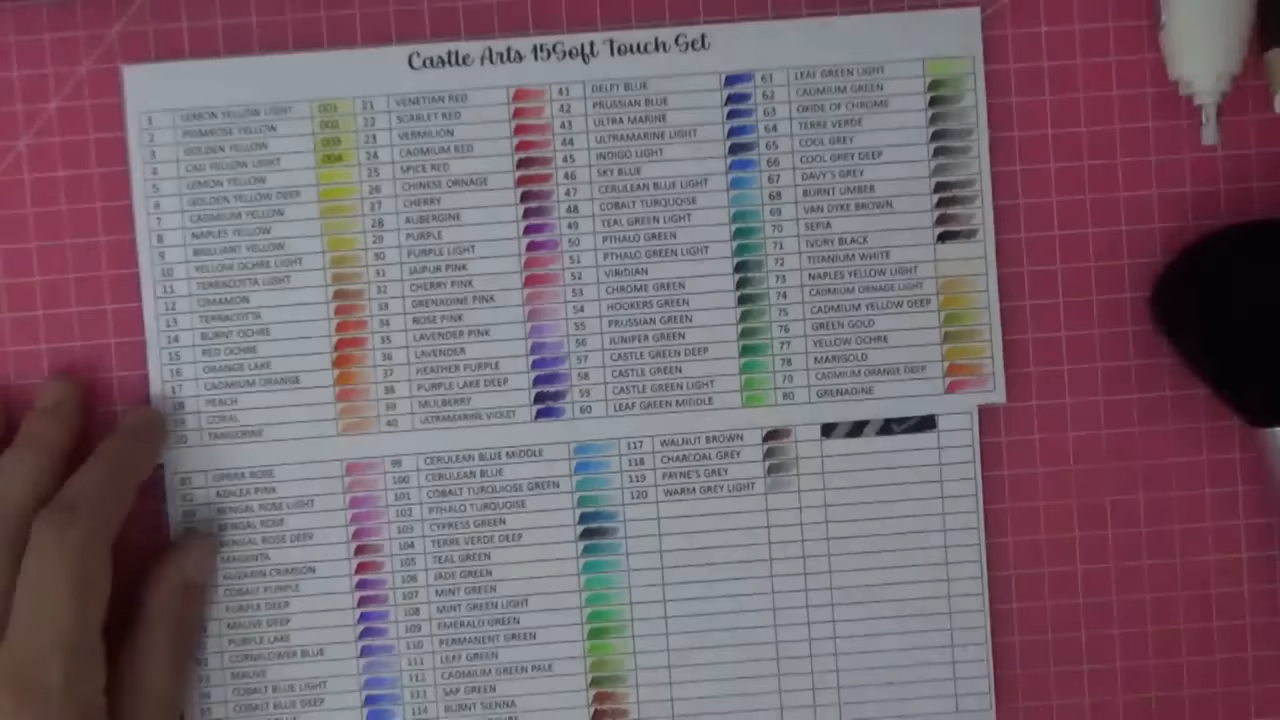 Castle Arts 15Soft Touch Set
1 LEMON YELLOW LIGHT 001
2 PRIMROSE YELLOW 002
3 GOLDEN YELLOW 003
4 CAD YELLOW LIGHT 004
5 LEMON YELLOW
6 GOLDEN YELLOW DEEP
7 CADMIUM YELLOW
8 NAPLES YELLOW
9 BRILLIANT YELLOW
10 YELLOW OCHRE LIGHT
11 TERRACOTTA LIGHT
12 CINAMON
13 TERRACOTTA
14 BURNT OCHRE
15 RED OCHRE
16 ORANGE LAKE
17 CADMIUM ORANGE
PEACH
CORAL
TANGERINE
21 VENETIAN RED
22 SCARLET RED
23 VERMILION
24 CADMIUM RED
25 SPICE RED
26 CHINESE ORNAGE
27 CHERRY
28 AUBERGINE
29 PURPLE
30 PURPLE LIGHT
31 JAIPUR PINK
32 CHERRY PINK
33 GRENADINE PINK
34 ROSE PINK
35 LAVENDER PINK
36 LAVENDER
37 HEATHER PURPLE
38 PURPLE LAKE DEEP
39 MULBERRY
40 ULTRAMARINE VIOLET
41 DELFT BLUE
42 PRUSSIAN BLUE
43 ULTRA MARINE
44 ULTRAMARINE LIGHT
45 INDIGO LIGHT
46 SKY BLUE
47 CERULEAN BLUE LIGHT
48 COBALT TURQUOISE
49 TEAL GREEN LIGHT
50 PTHALO GREEN
51 PTHALO GREEN LIGHT
52 VIRIDIAN
53 CHROME GREEN
54 HOOKERS GREEN
55 PRUSSIAN GREEN
56 JUNIPER GREEN
57 CASTLE GREEN DEEP
58 CASTLE GREEN
59 CASTLE GREEN LIGHT
60 LEAF GREEN MIDDLE
61 LEAF GREEN LIGHT
62 CADMIUM GREEN
63 OXIDE OF CHROME
64 TERRE VERDE
65 COOL GREY
66 COOL GREY DEEP
67 DAVY'S GREY
68 BURNT UMBER
69 VAN DYKE BROWN
70 SEPIA
71 IVORY BLACK
72 TITANIUM WHITE
73 NAPLES YELLOW LIGHT
74 CADMIUM ORNAGE LIGHT
75 CADMIUM YELLOW DEEP
76 GREEN GOLD
77 YELLOW OCHRE
78 MARIGOLD
79 CADMIUM ORANGE DEEP
80 GRENADINE
81 OPERA ROSE
82 AZALEA PINK
BENGAL ROSE LIGHT
BENGAL ROSE
BENGAL ROSE DEEP
MAGENTA
ALIZARIN CRIMSON
COBALT PURPLE
PURPLE DEEP
MAUVE DEEP
PURPLE LAKE
CORNFLOWER BLUE
MAUVE
COBALT BLUE LIGHT
COBALT BLUE DEEP
99 CERULEAN BLUE MIDDLE
100 CERULEAN BLUE
101 COBALT TURQUIOSE GREEN
102 PTHALO TURQUOISE
103 CYPRESS GREEN
104 TERRE VERDE DEEP
105 TEAL GREEN
106 JADE GREEN
107 MINT GREEN
108 MINT GREEN LIGHT
109 EMERALD GREEN
110 PERMANENT GREEN
111 LEAF GREEN
112 CADMIUM GREEN PALE
113 SAP GREEN
114 BURNT SIENNA
117 WALNUT BROWN
118 CHARCOAL GREY
119 PAYNE'S GREY
120 WARM GREY LIGHT